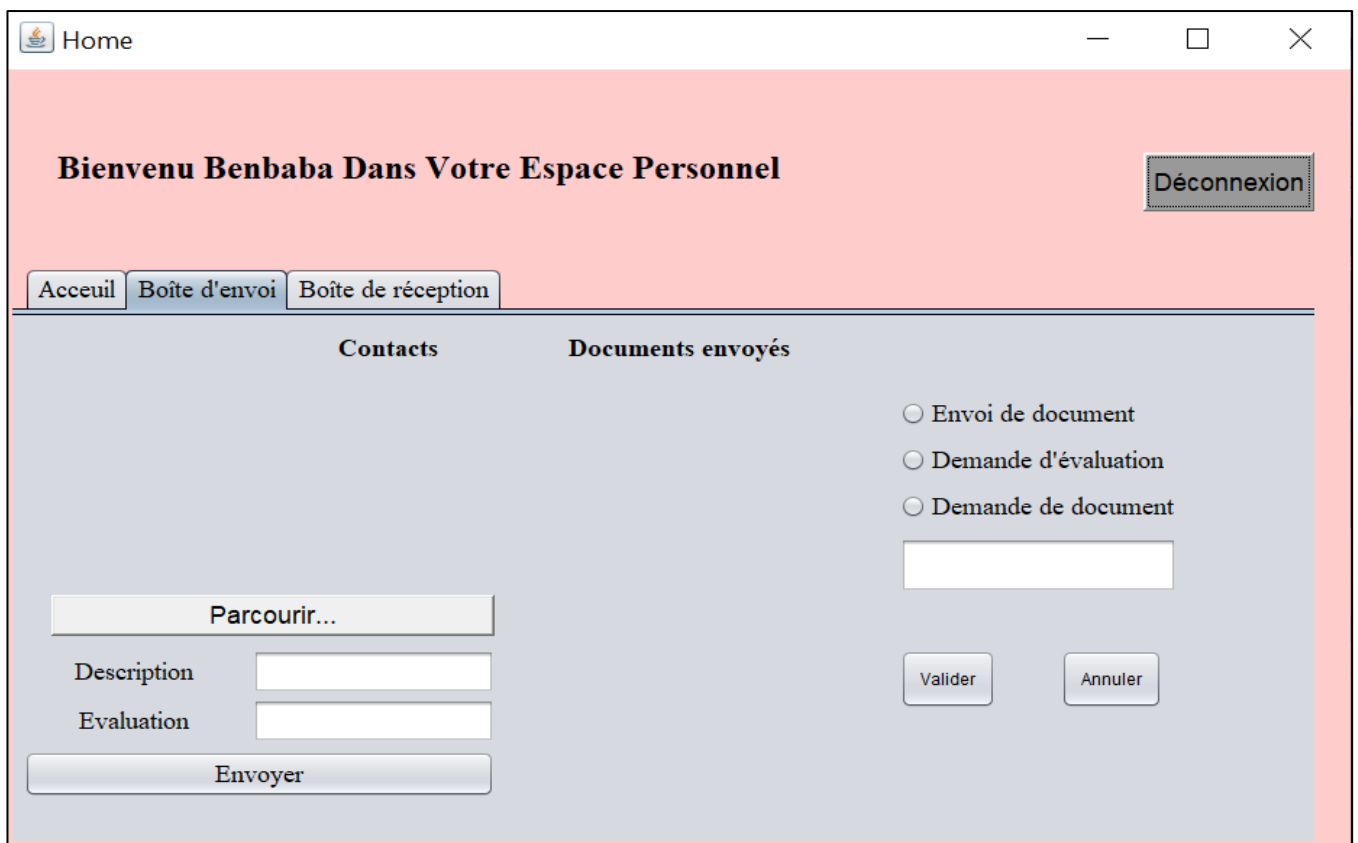 Home
Bienvenu Benbaba Dans Votre Espace Personnel
Déconnexion
Acceuil Boîte d'envoi Boîte de réception
Contacts Documents envoyés
Envoi de document
Demande d'évaluation
Demande de document
Parcourir...
Description
Evaluation
Envoyer
Valider Annuler